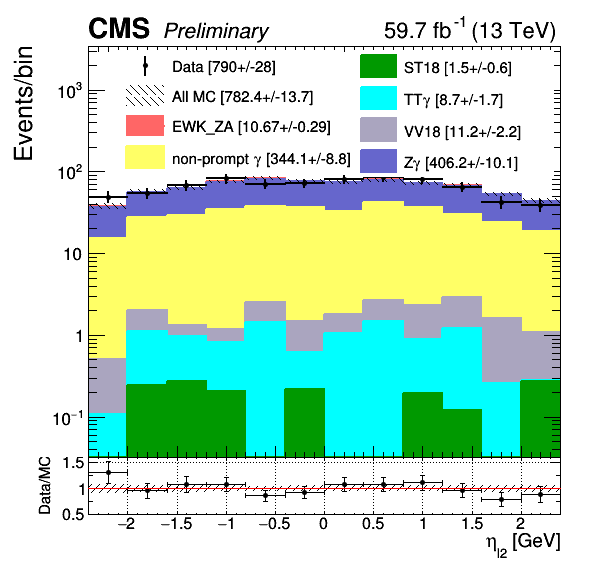 CMS Preliminary 59.7 fb⁻¹ (13 TeV)
Events/bin
Data [790+/-28]
All MC [782.4+/-13.7]
EWK_ZA [10.67+/-0.29]
non-prompt γ [344.1+/-8.8]
ST18 [1.5+/-0.6]
TTγ [8.7+/-1.7]
VV18 [11.2+/-2.2]
Zγ [406.2+/-10.1]
10³
10²
10
1
10⁻¹
Data/MC
1.5
1
0.5
−2 −1.5 −1 −0.5 0 0.5 1 1.5 2
η_l2 [GeV]